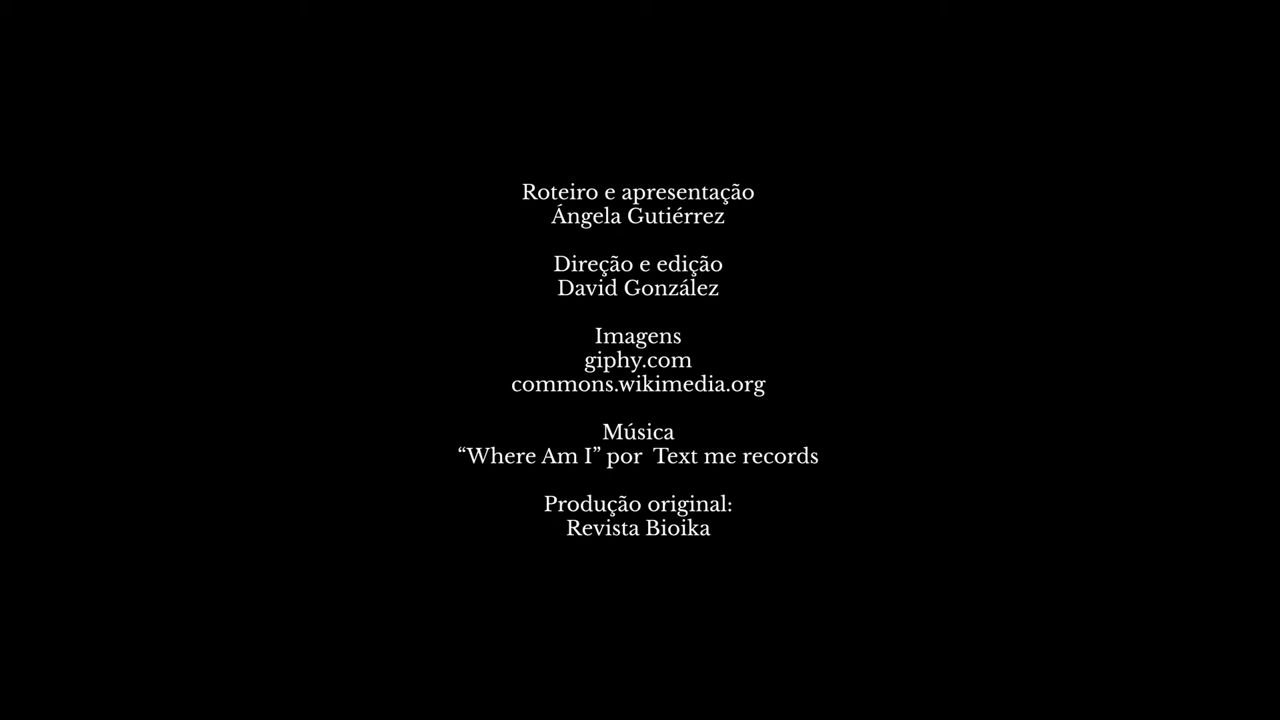 Roteiro e apresentação
Ángela Gutiérrez
Direção e edição
David González
Imagens
giphy.com
commons.wikimedia.org
Música
“Where Am I” por  Text me records
Produção original:
Revista Bioika